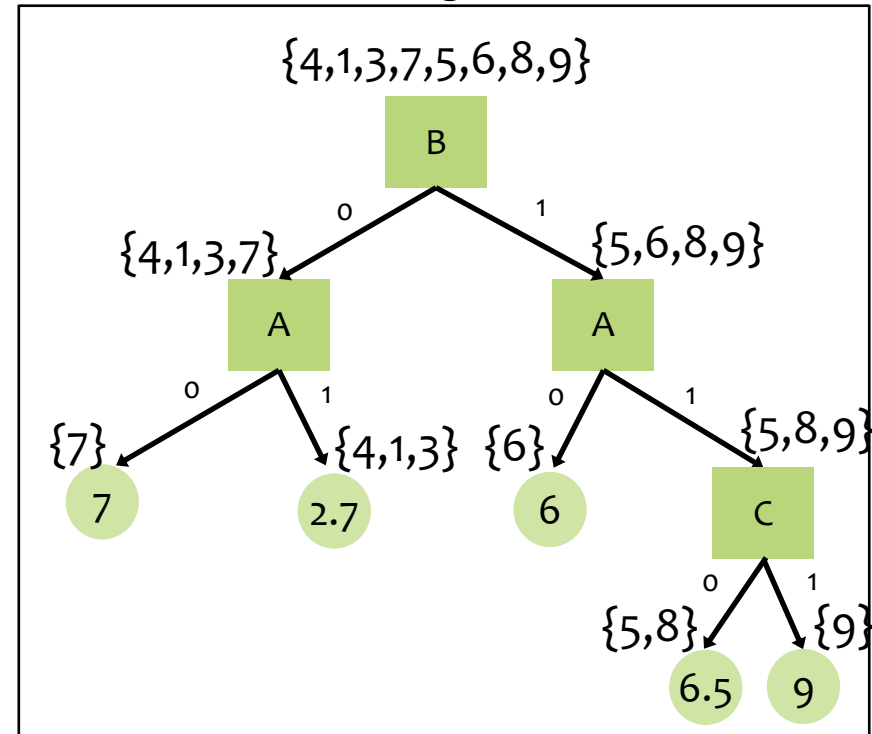 {4,1,3,7,5,6,8,9}
B
0 1
{4,1,3,7} {5,6,8,9}
A A
0 1 0 1
{7} {4,1,3} {6} {5,8,9}
7 2.7 6 C
0 1
{5,8} {9}
6.5 9